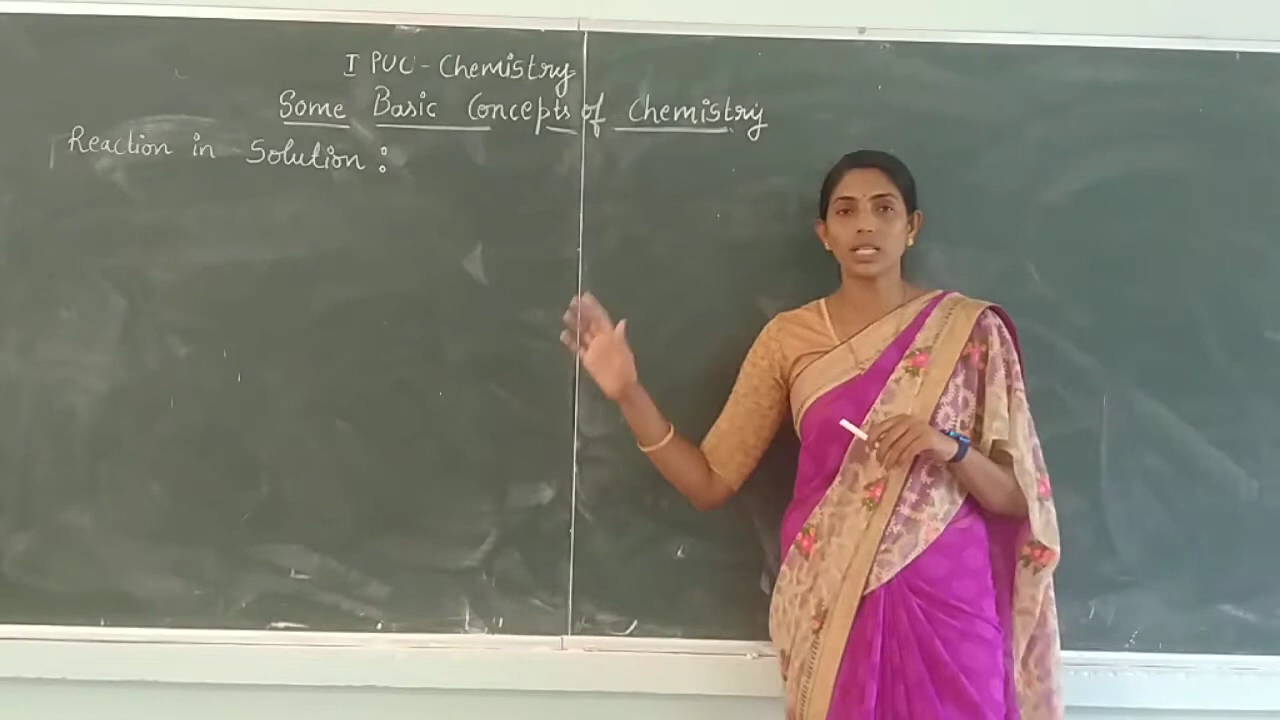 I PUC - Chemistry
Some Basic Concepts of Chemistry
Reaction in Solution :